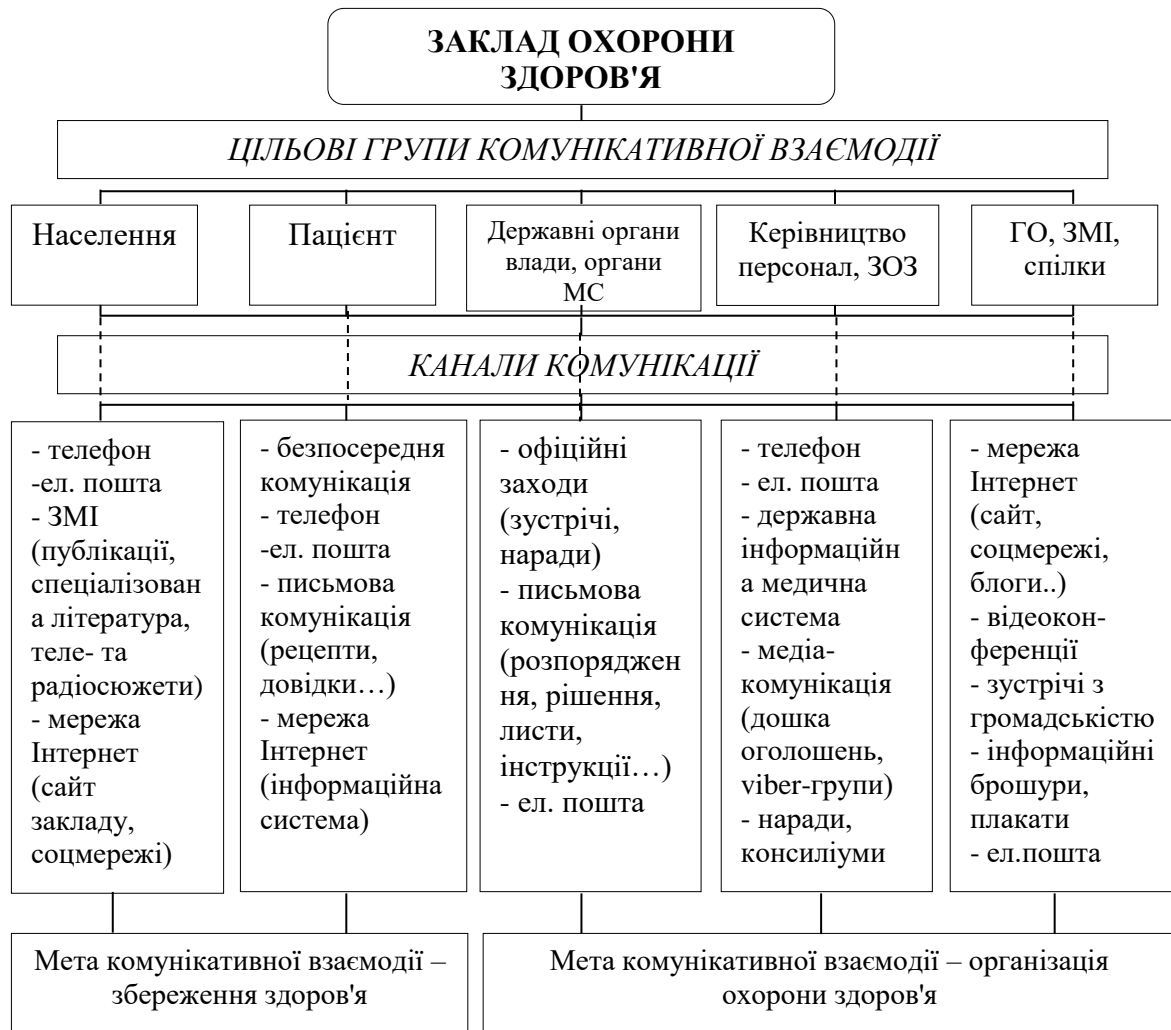 ЗАКЛАД ОХОРОНИ
ЗДОРОВ'Я
ЦІЛЬОВІ ГРУПИ КОМУНІКАТИВНОЇ ВЗАЄМОДІЇ
Населення
Пацієнт
Державні органи
влади, органи
МС
Керівництво
персонал, ЗОЗ
ГО, ЗМІ,
спілки
КАНАЛИ КОМУНІКАЦІЇ
- телефон
-ел. пошта
- ЗМІ
(публікації,
спеціалізован
а література,
теле- та
радіосюжети)
- мережа
Інтернет
(сайт
закладу,
соцмережі)
- безпосередня
комунікація
- телефон
-ел. пошта
- письмова
комунікація
(рецепти,
довідки…)
- мережа
Інтернет
(інформаційна
система)
- офіційні
заходи
(зустрічі,
наради)
- письмова
комунікація
(розпоряджен
ня, рішення,
листи,
інструкції…)
- ел. пошта
- телефон
- ел. пошта
- державна
інформаційн
а медична
система
- медіа-
комунікація
(дошка
оголошень,
viber-групи)
- наради,
консиліуми
- мережа
Інтернет
(сайт,
соцмережі,
блоги..)
- відеокон-
ференції
- зустрічі з
громадськістю
- інформаційні
брошури,
плакати
- ел.пошта
Мета комунікативної взаємодії –
збереження здоров'я
Мета комунікативної взаємодії – організація
охорони здоров'я